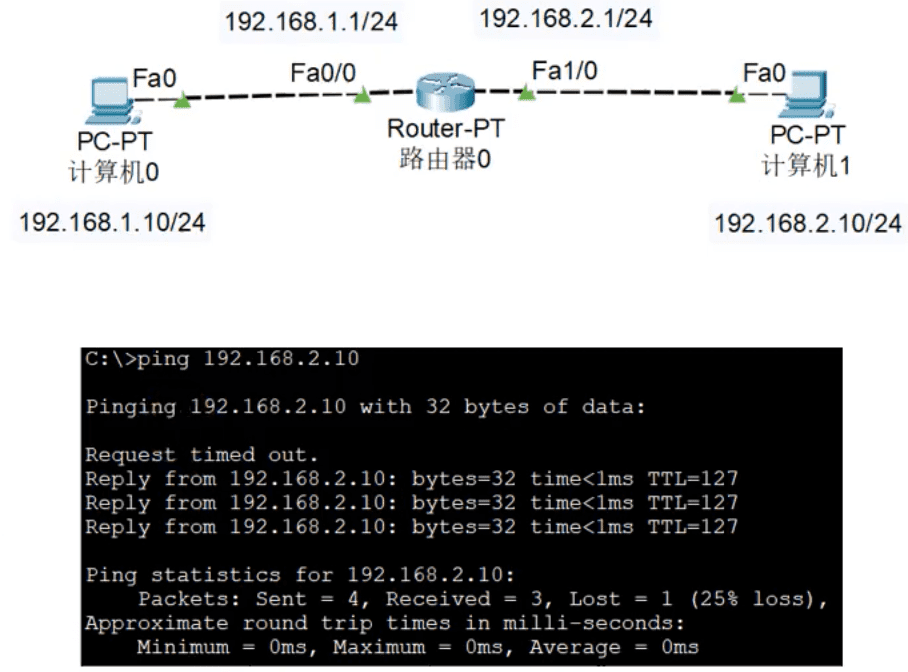 192.168.1.1/24
192.168.2.1/24
Fa0
Fa0/0
Fa1/0
Fa0
PC-PT
计算机0
Router-PT
路由器0
PC-PT
计算机1
192.168.1.10/24
192.168.2.10/24
C:\>ping 192.168.2.10
Pinging 192.168.2.10 with 32 bytes of data:
Request timed out.
Reply from 192.168.2.10: bytes=32 time<1ms TTL=127
Reply from 192.168.2.10: bytes=32 time<1ms TTL=127
Reply from 192.168.2.10: bytes=32 time<1ms TTL=127
Ping statistics for 192.168.2.10:
Packets: Sent = 4, Received = 3, Lost = 1 (25% loss),
Approximate round trip times in milli-seconds:
Minimum = 0ms, Maximum = 0ms, Average = 0ms